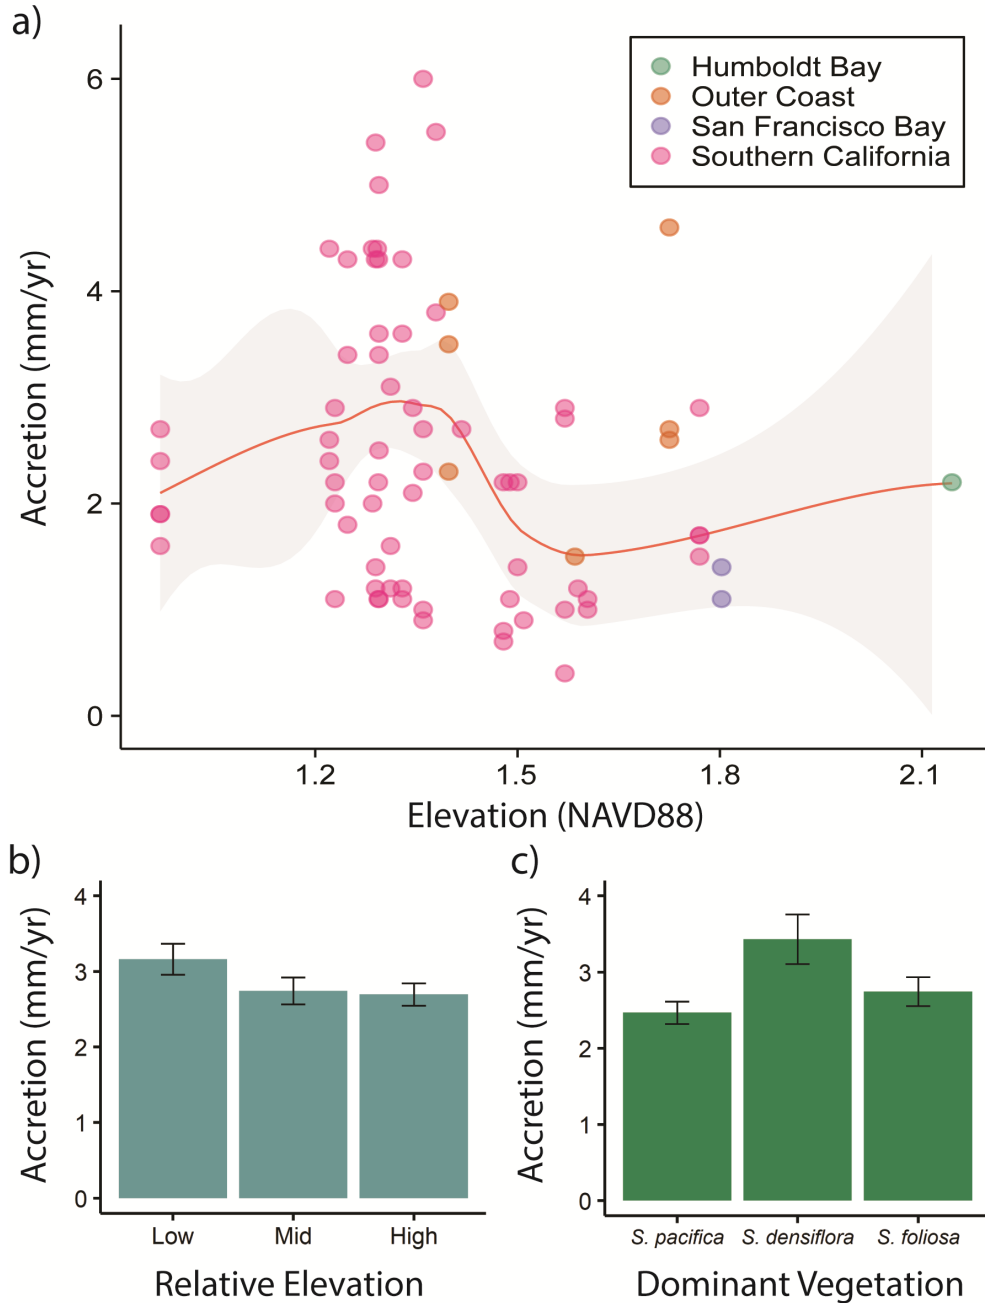 a)
Accretion (mm/yr)
6
4
2
0
Humboldt Bay
Outer Coast
San Francisco Bay
Southern California
1.2 1.5 1.8 2.1
Elevation (NAVD88)
b)
Accretion (mm/yr)
4
3
2
1
0
Low Mid High
Relative Elevation
c)
Accretion (mm/yr)
4
3
2
1
0
S. pacifica S. densiflora S. foliosa
Dominant Vegetation